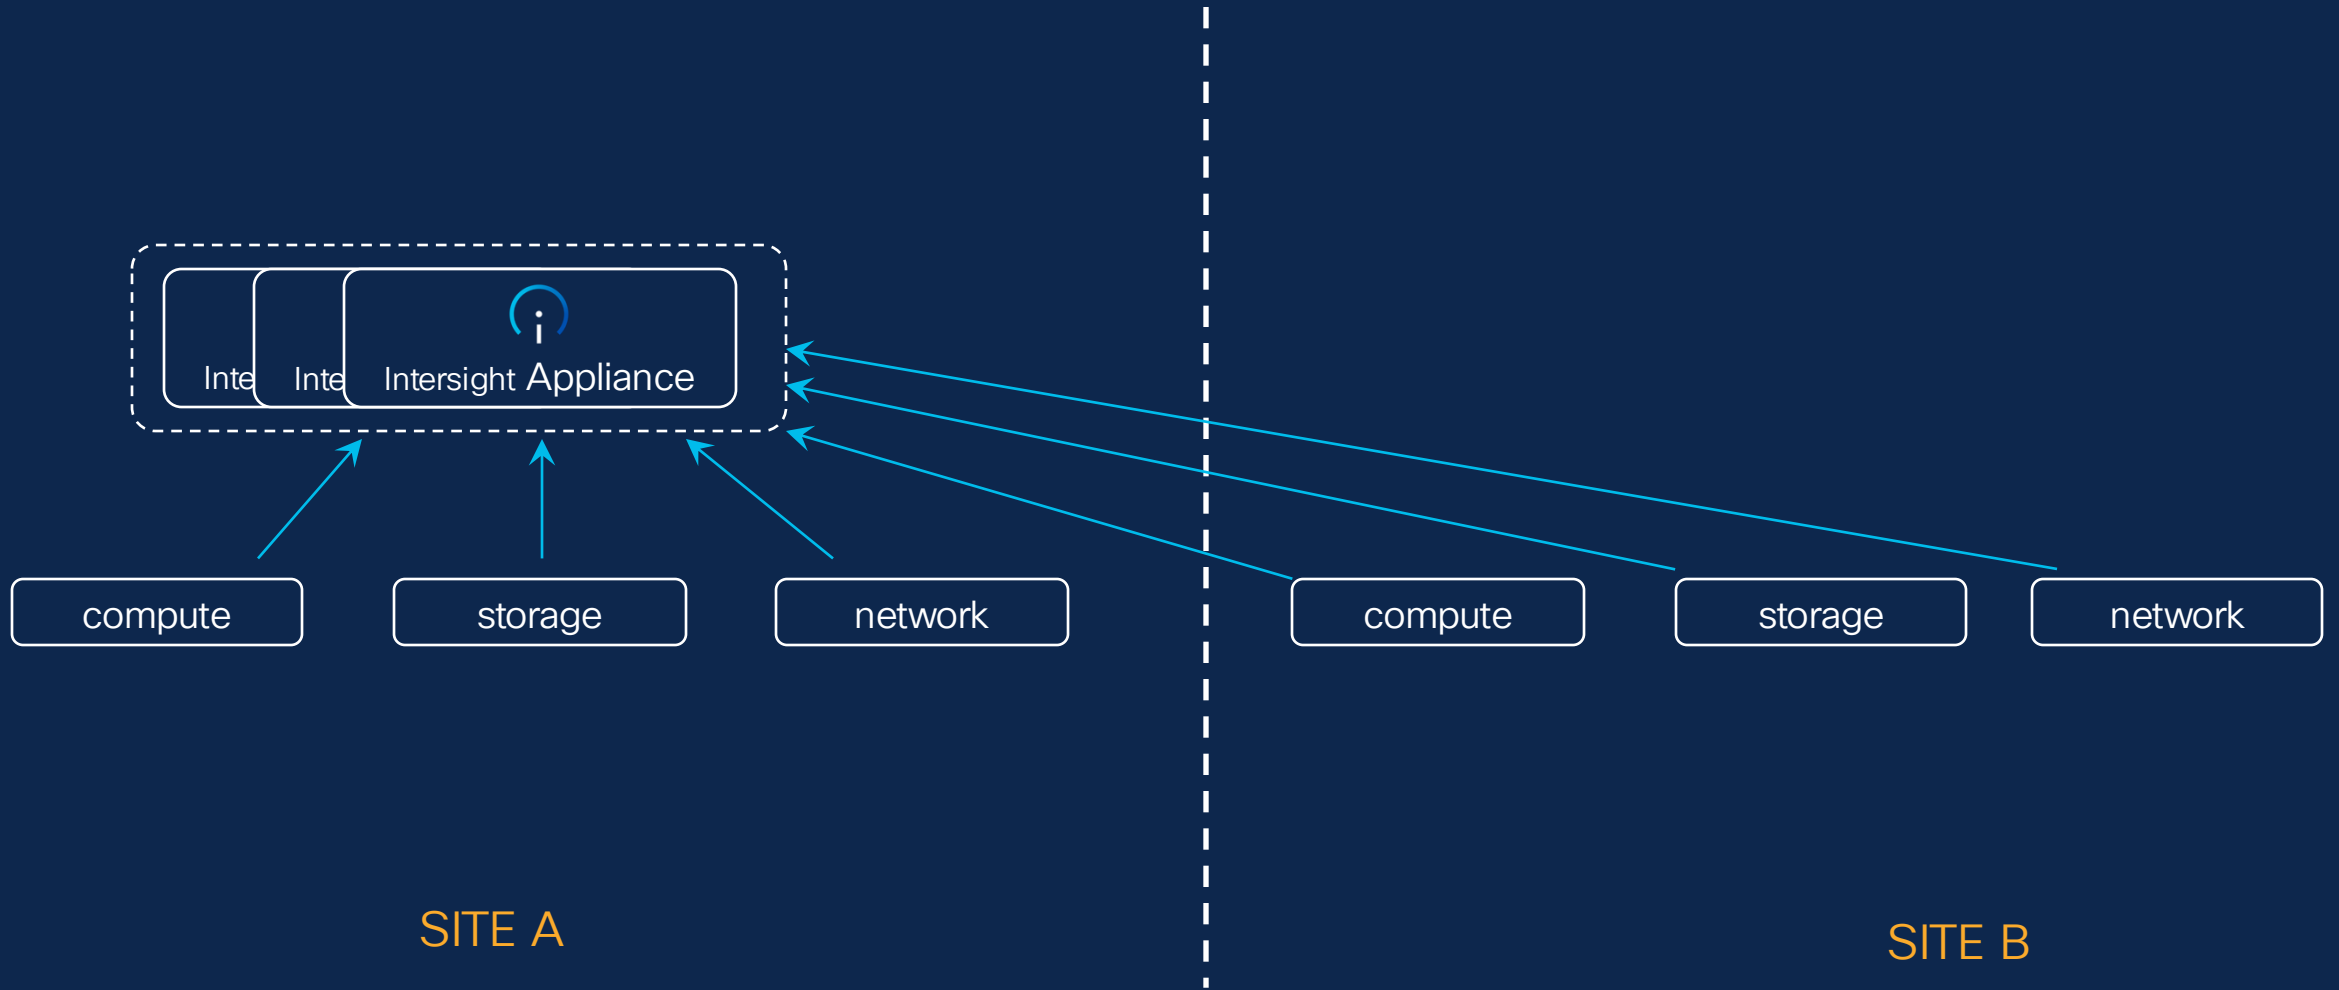 Inte
Inte
Intersight Appliance
compute
storage
network
compute
storage
network
SITE A
SITE B